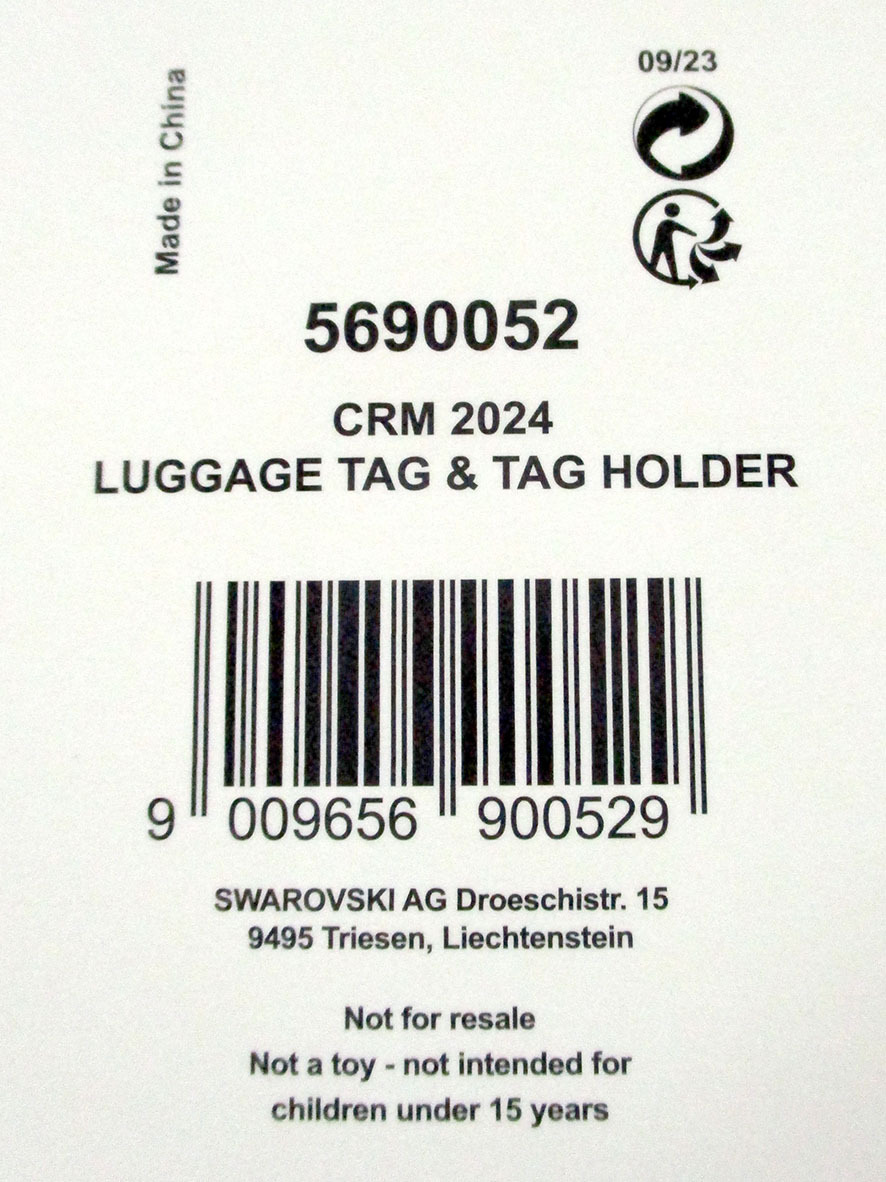 Made in China
09/23
5690052
CRM 2024
LUGGAGE TAG & TAG HOLDER
9 009656 900529
SWAROVSKI AG Droeschistr. 15
9495 Triesen, Liechtenstein
Not for resale
Not a toy - not intended for
children under 15 years